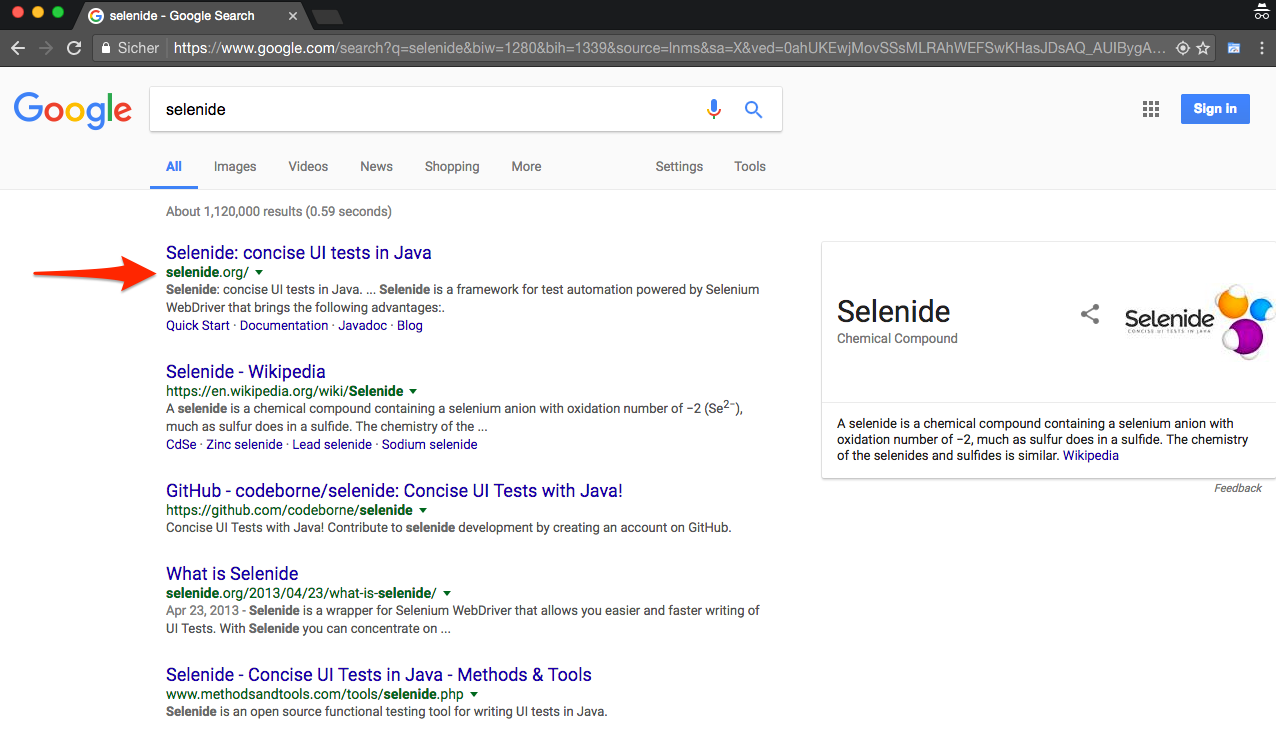 selenide - Google Search
Sicher https://www.google.com/search?q=selenide&biw=1280&bih=1339&source=lnms&sa=X&ved=0ahUKEwjMovSSsMLRAhWEFSwKHasJDsAQ_AUIBygA...
Google
selenide
Sign in
All Images Videos News Shopping More Settings Tools
About 1,120,000 results (0.59 seconds)
Selenide: concise UI tests in Java
selenide.org/
Selenide: concise UI tests in Java. ... Selenide is a framework for test automation powered by Selenium
WebDriver that brings the following advantages:.
Quick Start · Documentation · Javadoc · Blog
Selenide - Wikipedia
https://en.wikipedia.org/wiki/Selenide
A selenide is a chemical compound containing a selenium anion with oxidation number of −2 (Se2−),
much as sulfur does in a sulfide. The chemistry of the ...
CdSe · Zinc selenide · Lead selenide · Sodium selenide
GitHub - codeborne/selenide: Concise UI Tests with Java!
https://github.com/codeborne/selenide
Concise UI Tests with Java! Contribute to selenide development by creating an account on GitHub.
What is Selenide
selenide.org/2013/04/23/what-is-selenide/
Apr 23, 2013 - Selenide is a wrapper for Selenium WebDriver that allows you easier and faster writing of
UI Tests. With Selenide you can concentrate on ...
Selenide - Concise UI Tests in Java - Methods & Tools
www.methodsandtools.com/tools/selenide.php
Selenide is an open source functional testing tool for writing UI tests in Java.
Selenide
Chemical Compound
Selenide
CONCISE UI TESTS IN JAVA
A selenide is a chemical compound containing a selenium anion with
oxidation number of −2, much as sulfur does in a sulfide. The chemistry
of the selenides and sulfides is similar. Wikipedia
Feedback